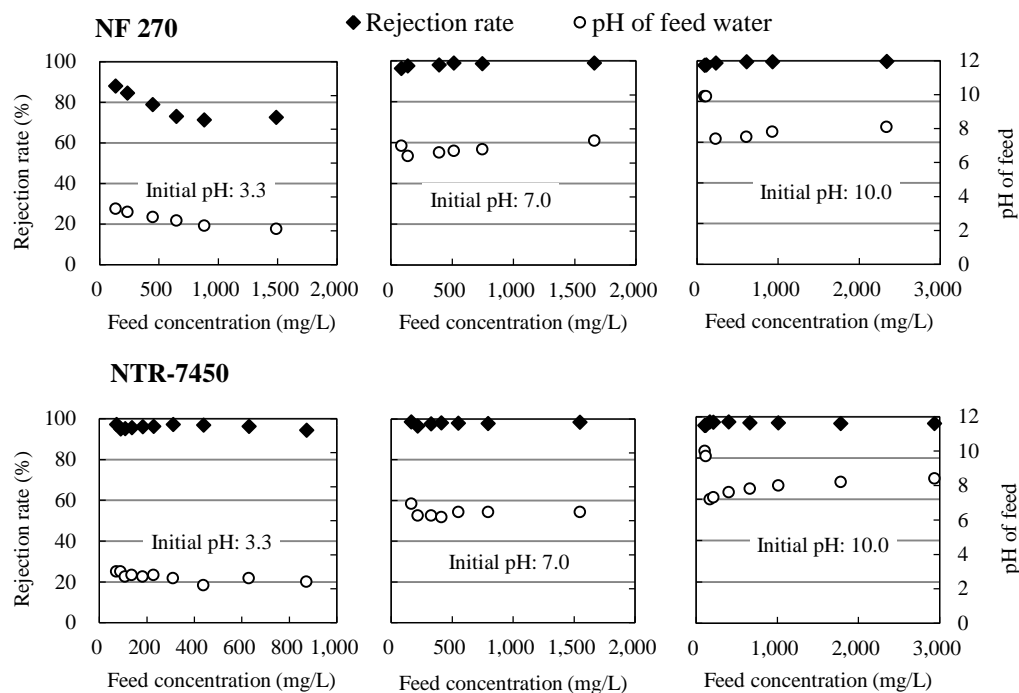 NF 270
Rejection rate
pH of feed water
Rejection rate (%)
100
80
60
40
20
0
Initial pH: 3.3
0 500 1,000 1,500 2,000
Feed concentration (mg/L)
Initial pH: 7.0
0 500 1,000 1,500 2,000
Feed concentration (mg/L)
Initial pH: 10.0
0 1,000 2,000 3,000
Feed concentration (mg/L)
12
10
8
6
4
2
0
pH of feed
NTR-7450
Rejection rate (%)
100
80
60
40
20
0
Initial pH: 3.3
0 200 400 600 800 1,000
Feed concentration (mg/L)
Initial pH: 7.0
0 500 1,000 1,500 2,000
Feed concentration (mg/L)
Initial pH: 10.0
0 1,000 2,000 3,000
Feed concentration (mg/L)
12
10
8
6
4
2
0
pH of feed